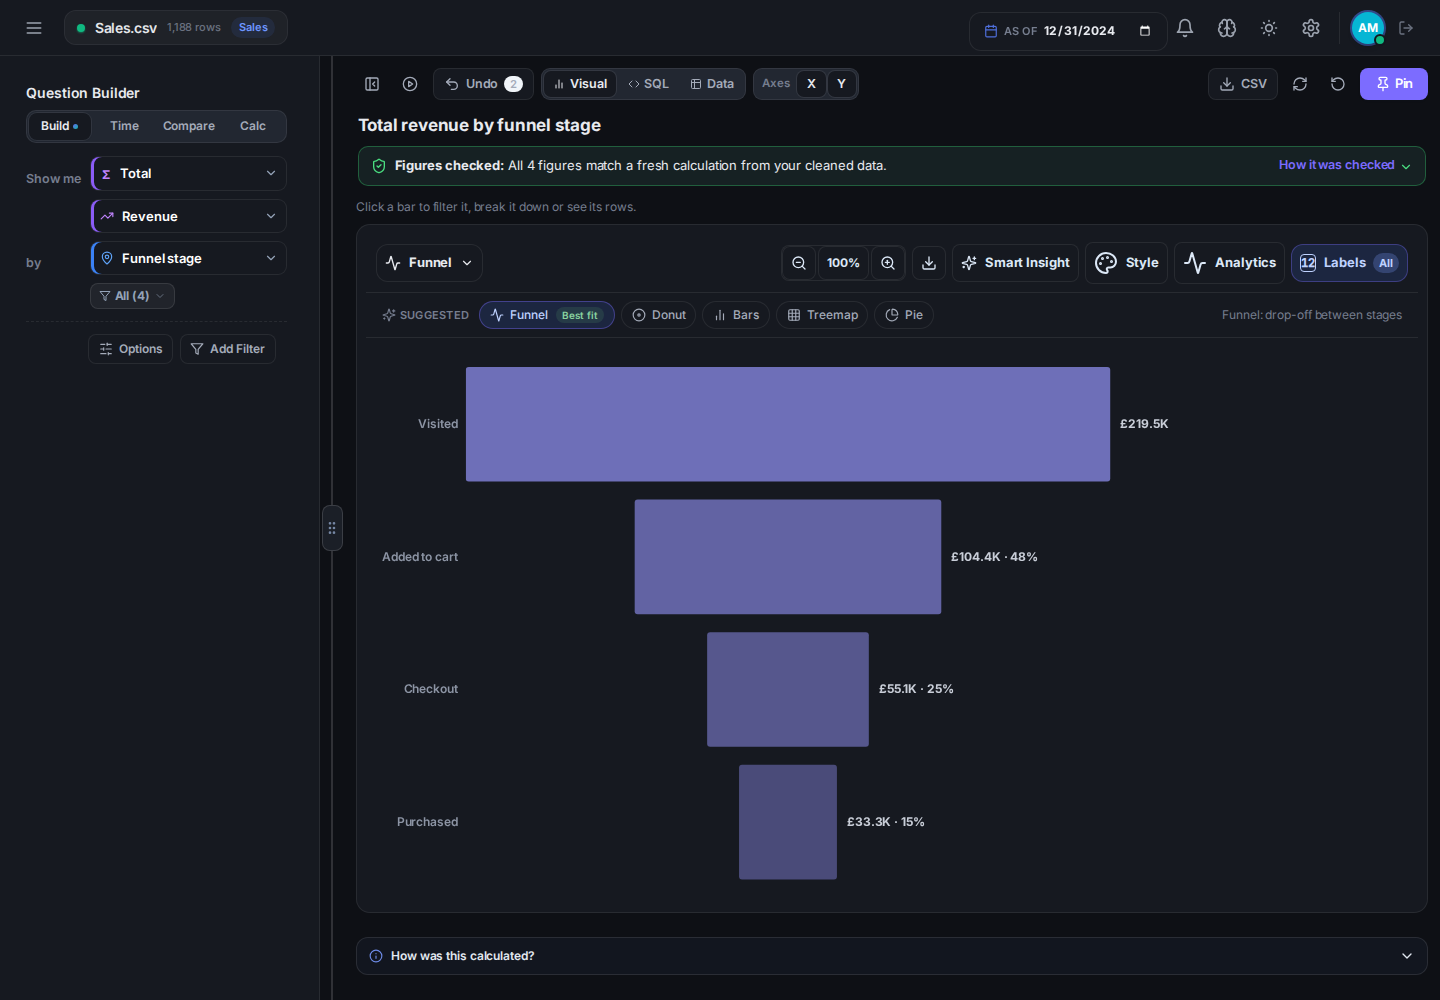 Sales.csv 1,188 rows Sales
AS OF 12/31/2024
AM
Question Builder
Build Time Compare Calc
Show me Σ Total
Revenue
by Funnel stage
All (4)
Options Add Filter
Undo 2 Visual SQL Data Axes X Y CSV Pin
Total revenue by funnel stage
Figures checked: All 4 figures match a fresh calculation from your cleaned data. How it was checked
Click a bar to filter it, break it down or see its rows.
Funnel 100% Smart Insight Style Analytics 12 Labels All
SUGGESTED Funnel Best fit Donut Bars Treemap Pie Funnel: drop-off between stages
Visited £219.5K
Added to cart £104.4K · 48%
Checkout £55.1K · 25%
Purchased £33.3K · 15%
How was this calculated?